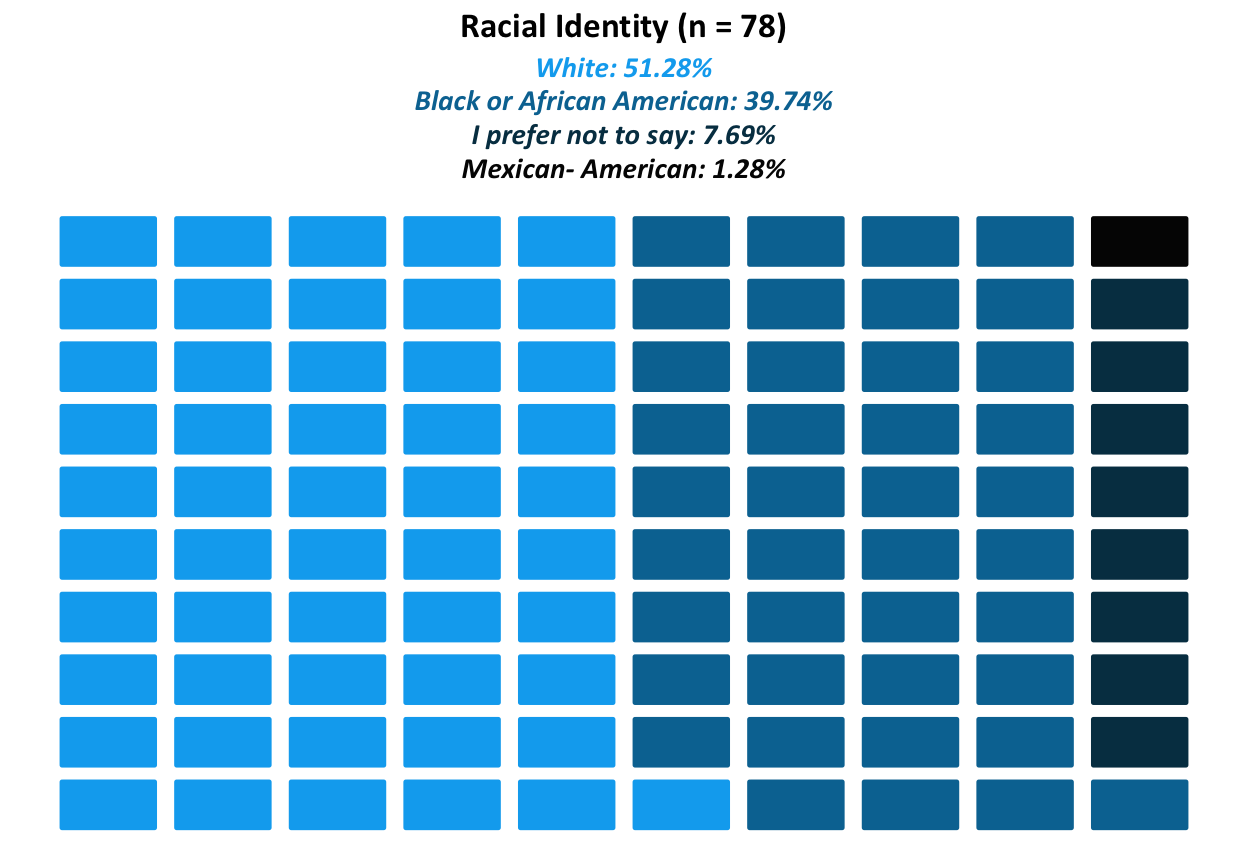 Racial Identity (n = 78)
White: 51.28%
Black or African American: 39.74%
I prefer not to say: 7.69%
Mexican- American: 1.28%